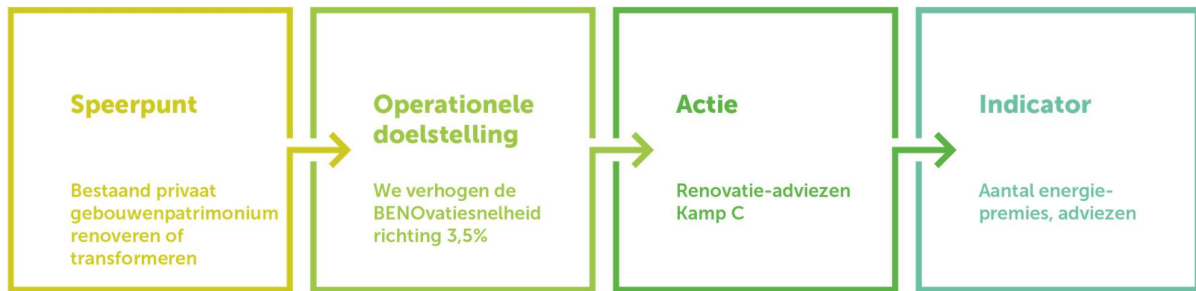 Speerpunt
Bestaand privaat
gebouwenpatrimonium
renoveren of
transformeren
Operationele
doelstelling
We verhogen de
BENOvatiesnelheid
richting 3,5%
Actie
Renovatie-adviezen
Kamp C
Indicator
Aantal energie-
premies, adviezen